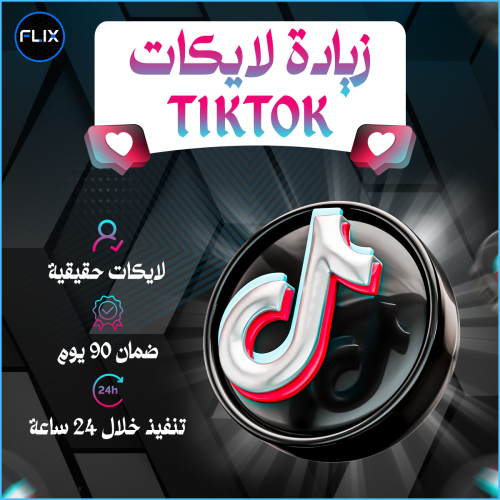 FLIX
زيادة لايكات
TIKTOK
لايكات حقيقية
ضمان 90 يوم
24h
تنفيذ خلال 24 ساعة